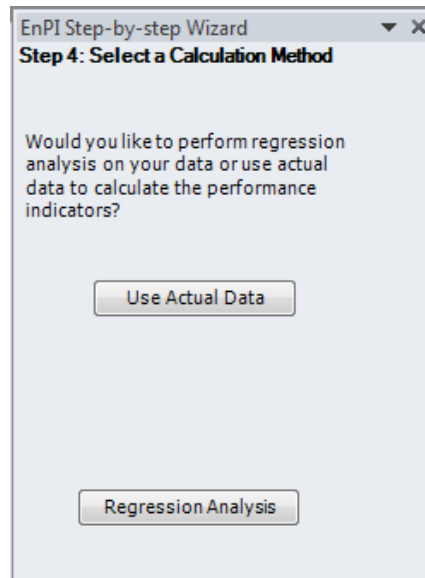 EnPI Step-by-step Wizard
Step 4: Select a Calculation Method
Would you like to perform regression
analysis on your data or use actual
data to calculate the performance
indicators?
Use Actual Data
Regression Analysis